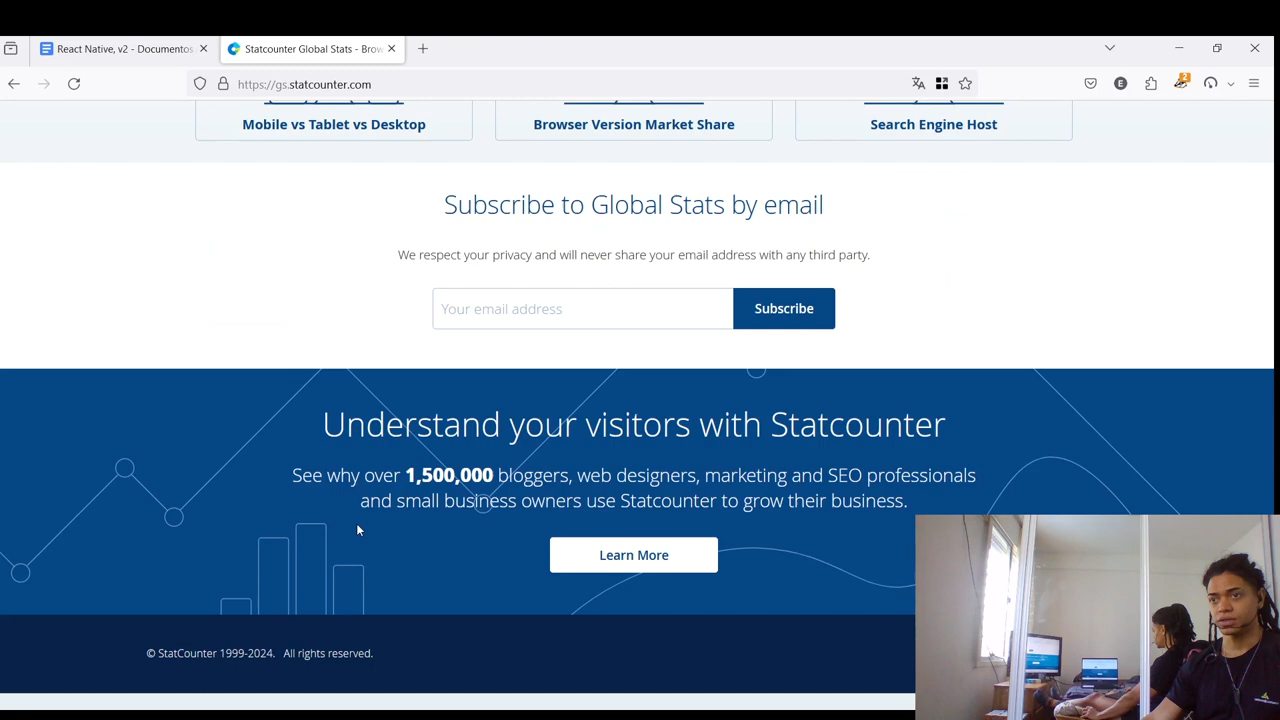 React Native, v2 - Documentos
Statcounter Global Stats - Brow
https://gs.statcounter.com
E
2
Mobile vs Tablet vs Desktop
Browser Version Market Share
Search Engine Host
Subscribe to Global Stats by email
We respect your privacy and will never share your email address with any third party.
Your email address
Subscribe
Understand your visitors with Statcounter
See why over 1,500,000 bloggers, web designers, marketing and SEO professionals
and small business owners use Statcounter to grow their business.
Learn More
© StatCounter 1999-2024. All rights reserved.